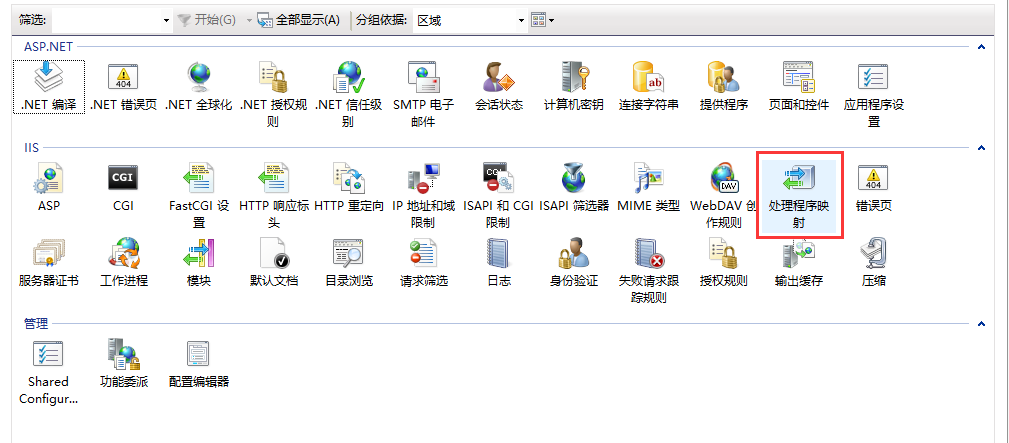 筛选: 开始(G) 全部显示(A) 分组依据: 区域
ASP.NET
.NET 编译 .NET 错误页 .NET 全球化 .NET 授权规则 .NET 信任级别 SMTP 电子邮件 会话状态 计算机密钥 连接字符串 提供程序 页面和控件 应用程序设置
404
ab
IIS
CGI
CGI
DAV
404
ASP CGI FastCGI 设置 HTTP 响应标头 HTTP 重定向 IP 地址和域限制 ISAPI 和 CGI 限制 ISAPI 筛选器 MIME 类型 WebDAV 创作规则 处理程序映射 错误页
服务器证书 工作进程 模块 默认文档 目录浏览 请求筛选 日志 身份验证 失败请求跟踪规则 授权规则 输出缓存 压缩
管理
Shared Configur... 功能委派 配置编辑器